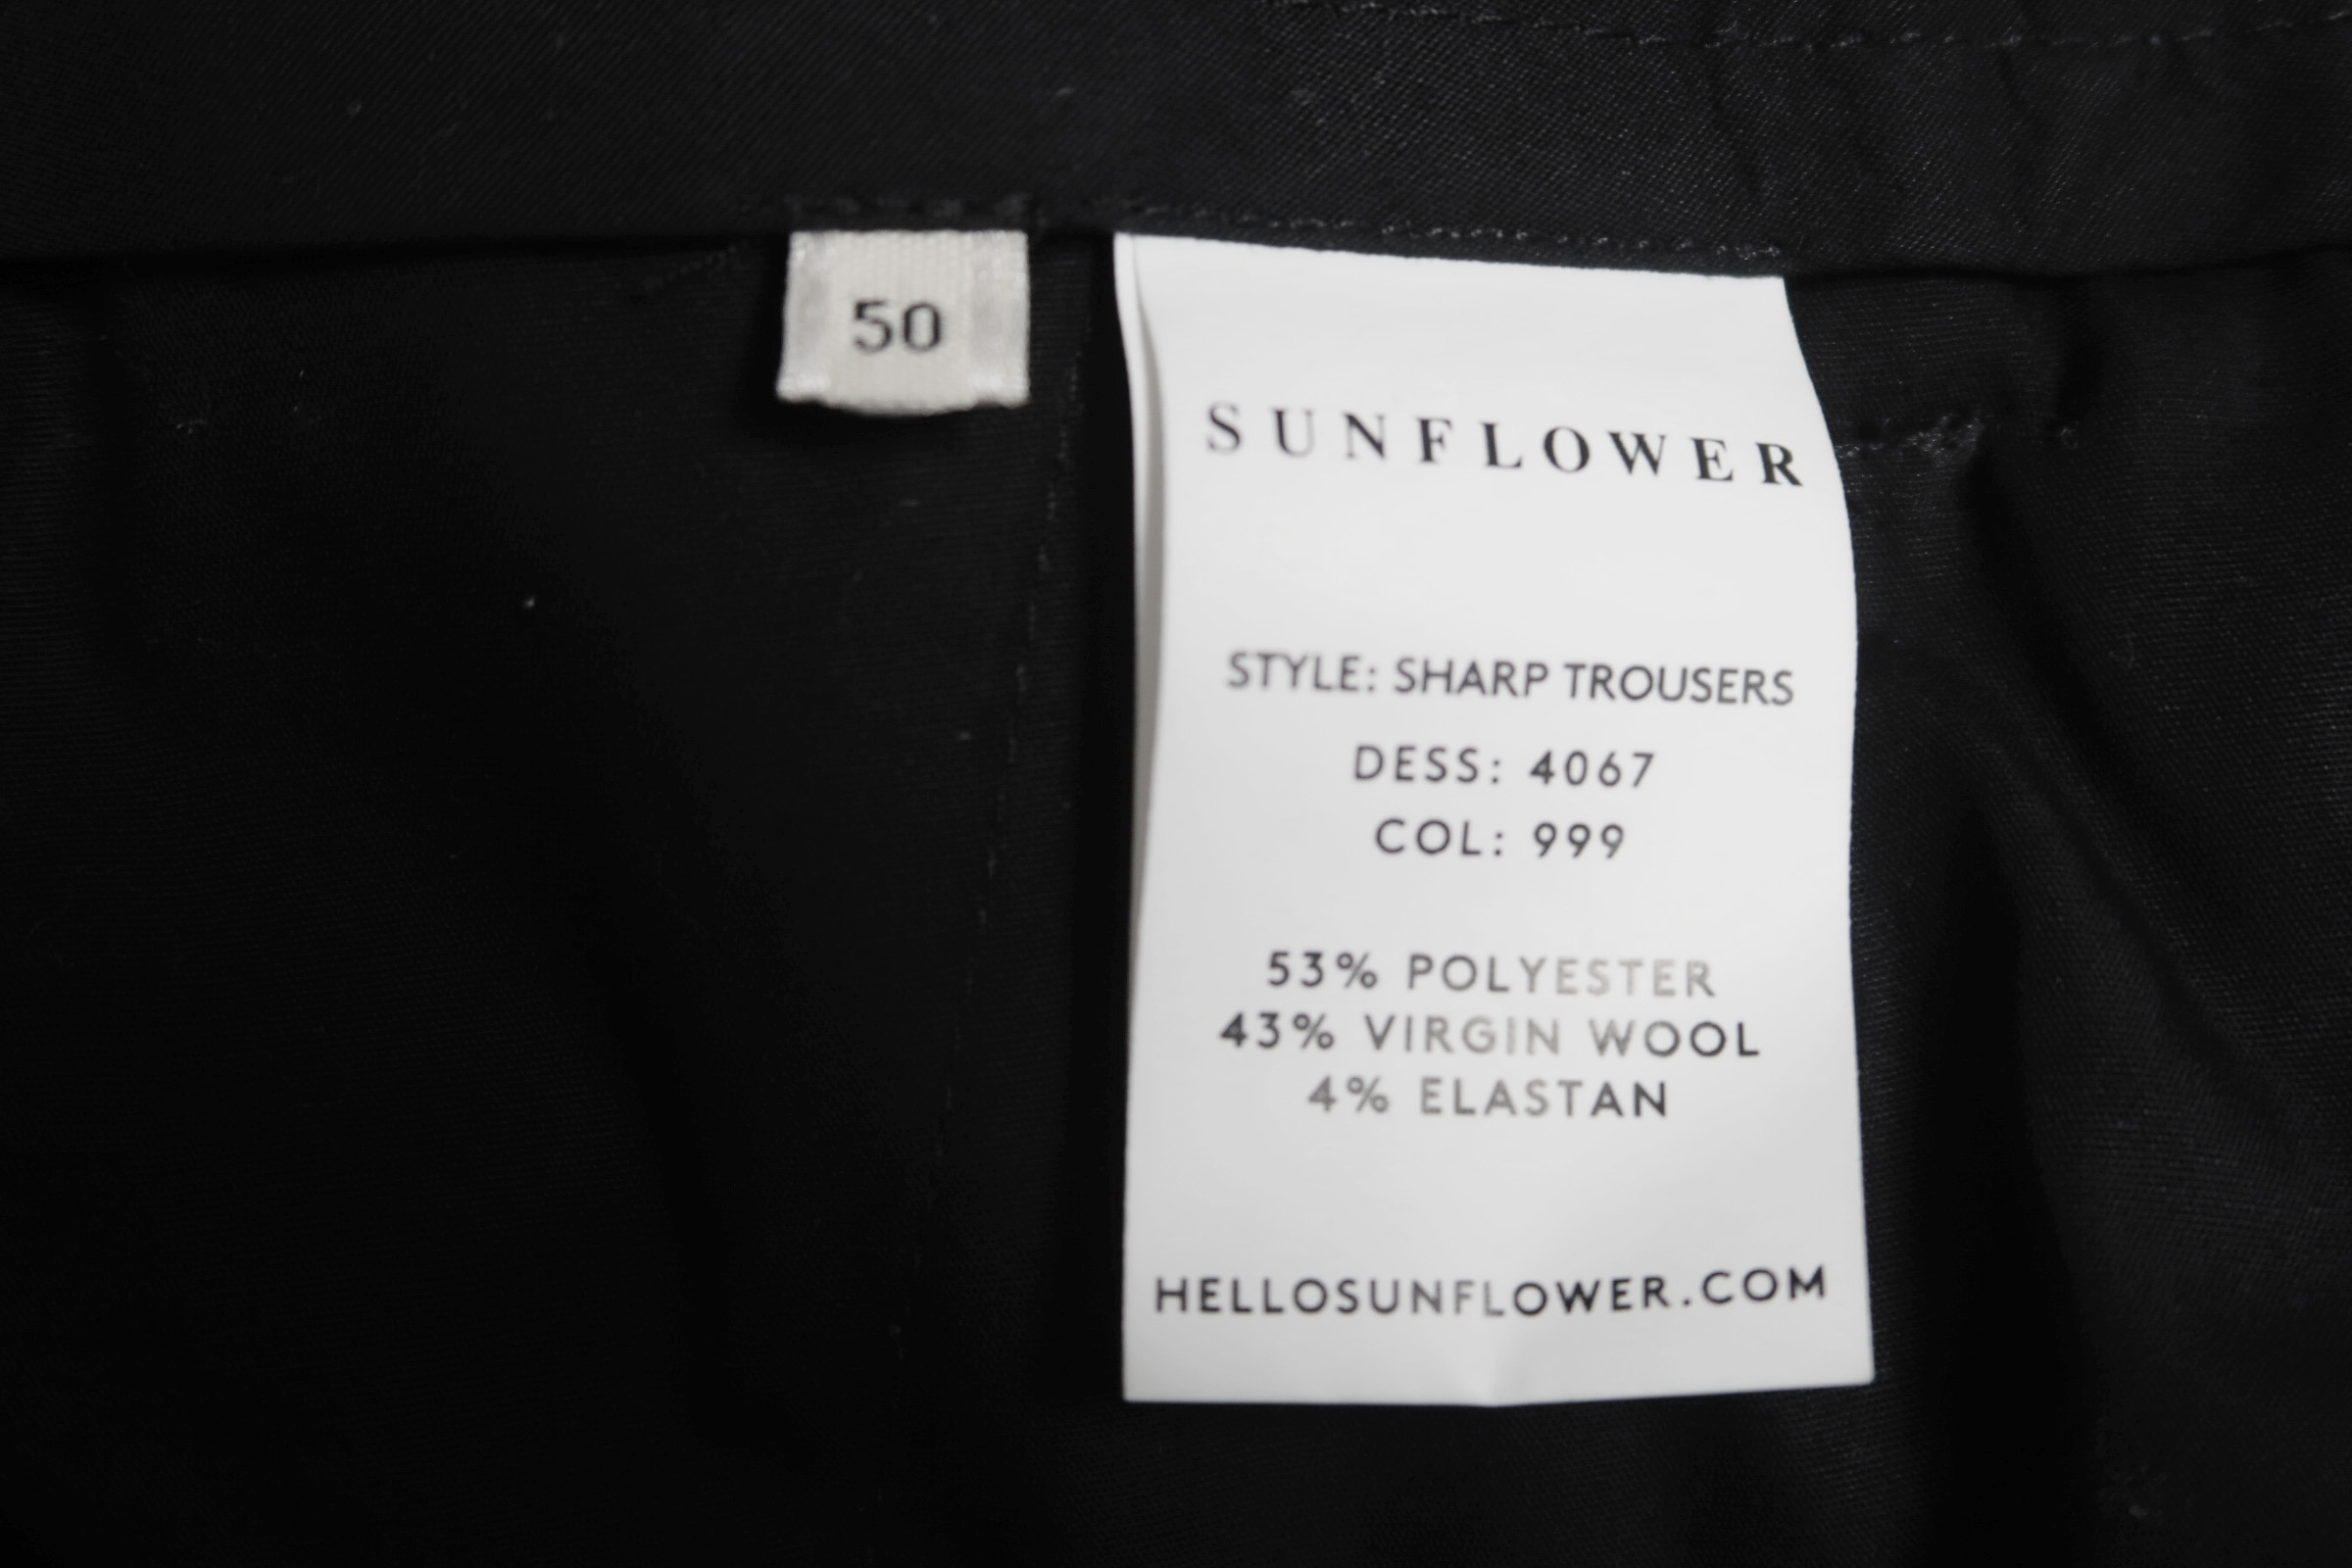 50
SUNFLOWER
STYLE: SHARP TROUSERS
DESS: 4067
COL: 999
53% POLYESTER
43% VIRGIN WOOL
4% ELASTAN
HELLOSUNFLOWER.COM